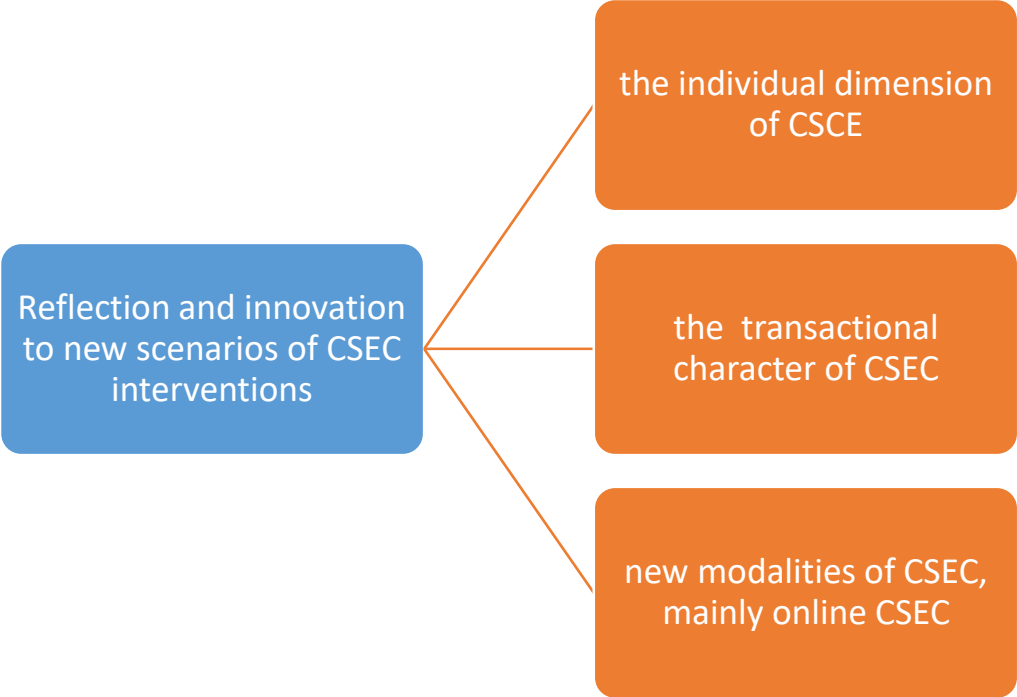 the individual dimension
of CSCE
Reflection and innovation
to new scenarios of CSEC
interventions
the  transactional
character of CSEC
new modalities of CSEC,
mainly online CSEC